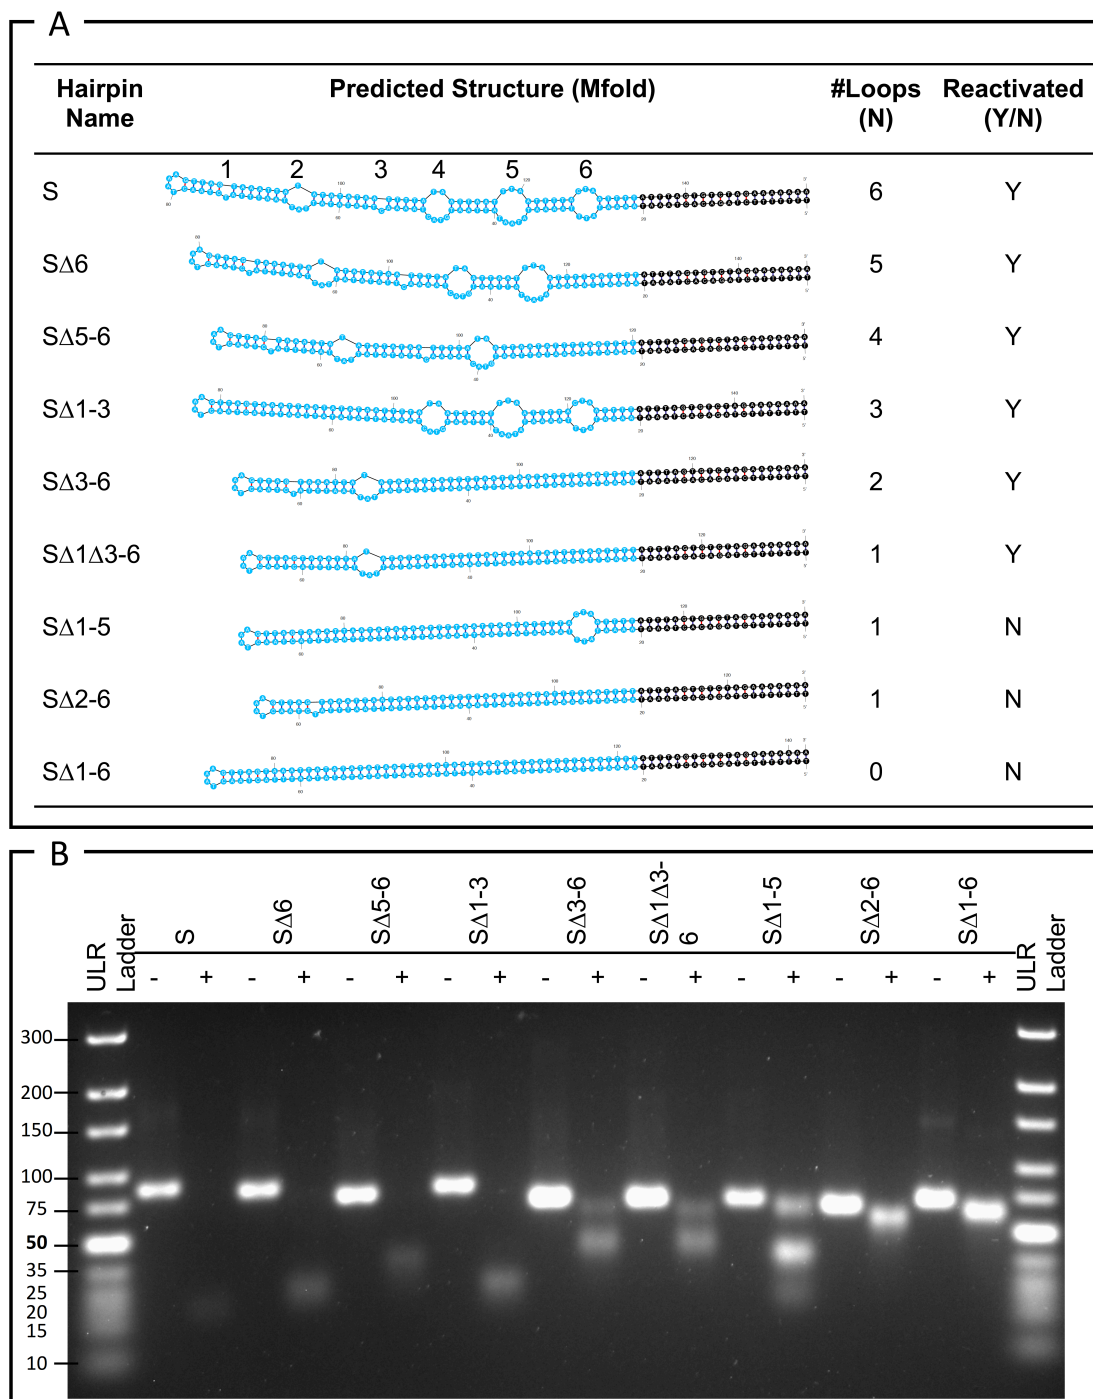 A
Hairpin Name
Predicted Structure (Mfold)
#Loops (N)
Reactivated (Y/N)
1 2 3 4 5 6
S 6 Y
SΔ6 5 Y
SΔ5-6 4 Y
SΔ1-3 3 Y
SΔ3-6 2 Y
SΔ1Δ3-6 1 Y
SΔ1-5 1 N
SΔ2-6 1 N
SΔ1-6 0 N
B
ULR Ladder
S
SΔ6
SΔ5-6
SΔ1-3
SΔ3-6
SΔ1Δ3-6
SΔ1-5
SΔ2-6
SΔ1-6
ULR Ladder
- + - + - + - + - + - + - + - + - +
300
200
150
100
75
50
35
25
20
15
10